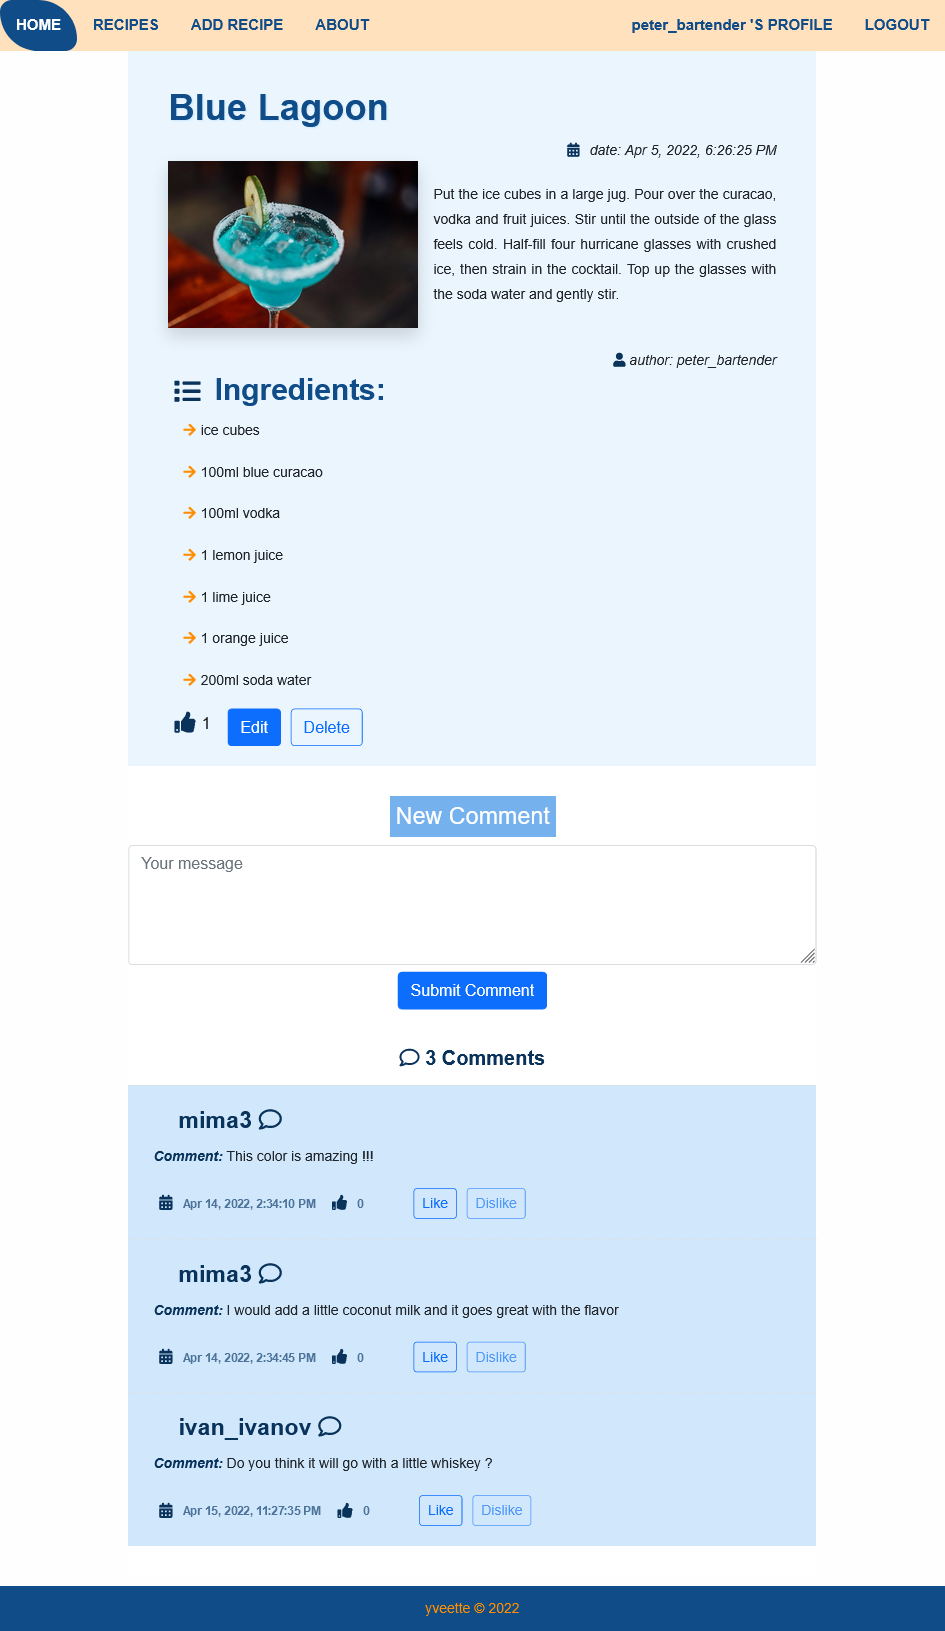 HOME RECIPES ADD RECIPE ABOUT peter_bartender 'S PROFILE LOGOUT
Blue Lagoon
date: Apr 5, 2022, 6:26:25 PM
Put the ice cubes in a large jug. Pour over the curacao,
vodka and fruit juices. Stir until the outside of the glass
feels cold. Half-fill four hurricane glasses with crushed
ice, then strain in the cocktail. Top up the glasses with
the soda water and gently stir.
author: peter_bartender
Ingredients:
ice cubes
100ml blue curacao
100ml vodka
1 lemon juice
1 lime juice
1 orange juice
200ml soda water
1 Edit Delete
New Comment
Your message
Submit Comment
3 Comments
mima3
Comment: This color is amazing !!!
Apr 14, 2022, 2:34:10 PM 0 Like Dislike
mima3
Comment: I would add a little coconut milk and it goes great with the flavor
Apr 14, 2022, 2:34:45 PM 0 Like Dislike
ivan_ivanov
Comment: Do you think it will go with a little whiskey ?
Apr 15, 2022, 11:27:35 PM 0 Like Dislike
yveette © 2022